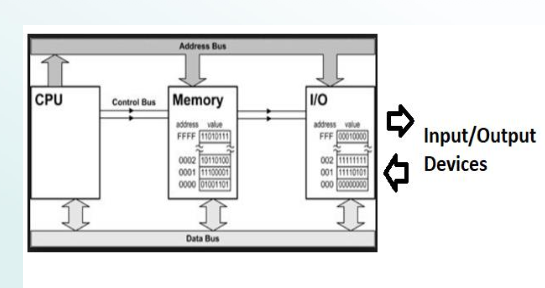 Address Bus
CPU
Control Bus
Memory
I/O
address value
FFFF 11010111
0002 10110100
0001 11100001
0000 01001101
address value
FFF 00010000
002 11111111
001 11110101
000 00000000
Input/Output
Devices
Data Bus